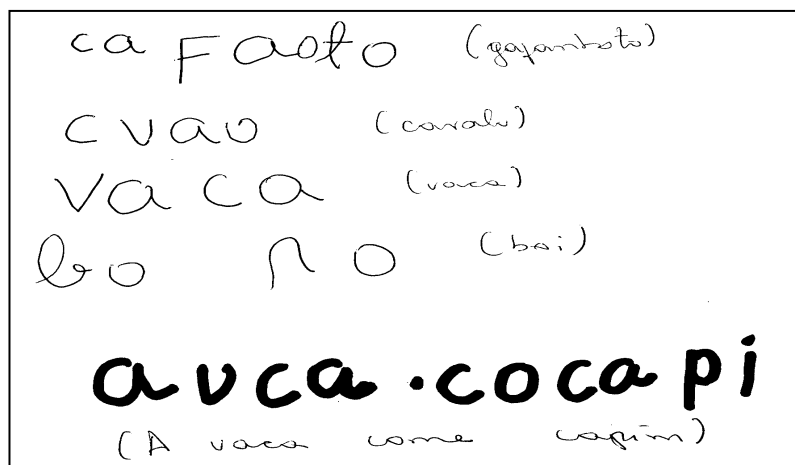 ca Faoto (gafanhoto)
cvao (cavalo)
vaca (vaca)
bo no (boi)
avca.cocapi
(A vaca come capim)